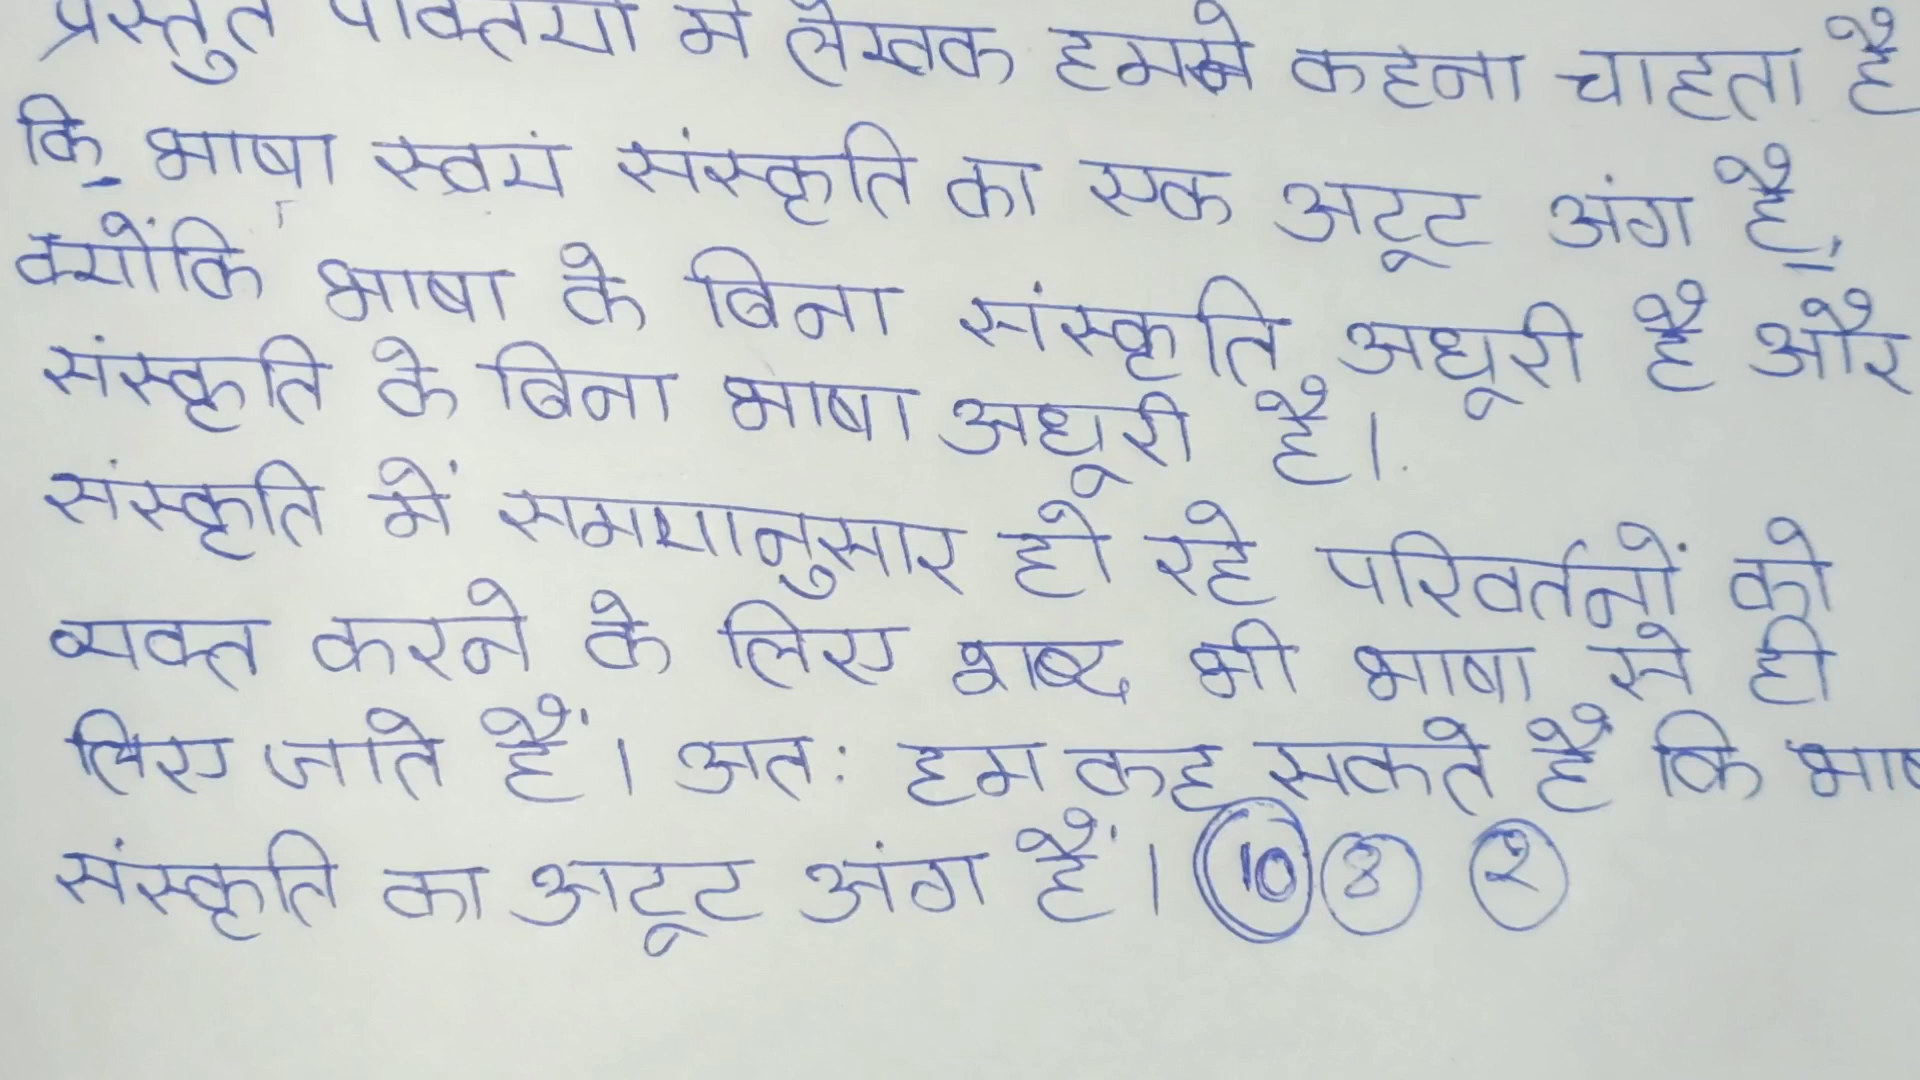 प्रस्तुत पंक्तियों में लेखक हमसे कहना चाहता है
कि भाषा स्वयं संस्कृति का एक अटूट अंग है,
क्योंकि भाषा के बिना संस्कृति अधूरी है और
संस्कृति के बिना भाषा अधूरी है।
संस्कृति में समयानुसार हो रहे परिवर्तनों को
व्यक्त करने के लिए शब्द भी भाषा से ही
लिए जाते हैं। अत: हम कह सकते है कि
संस्कृति का अटूट अंग हैं। 10 8 २